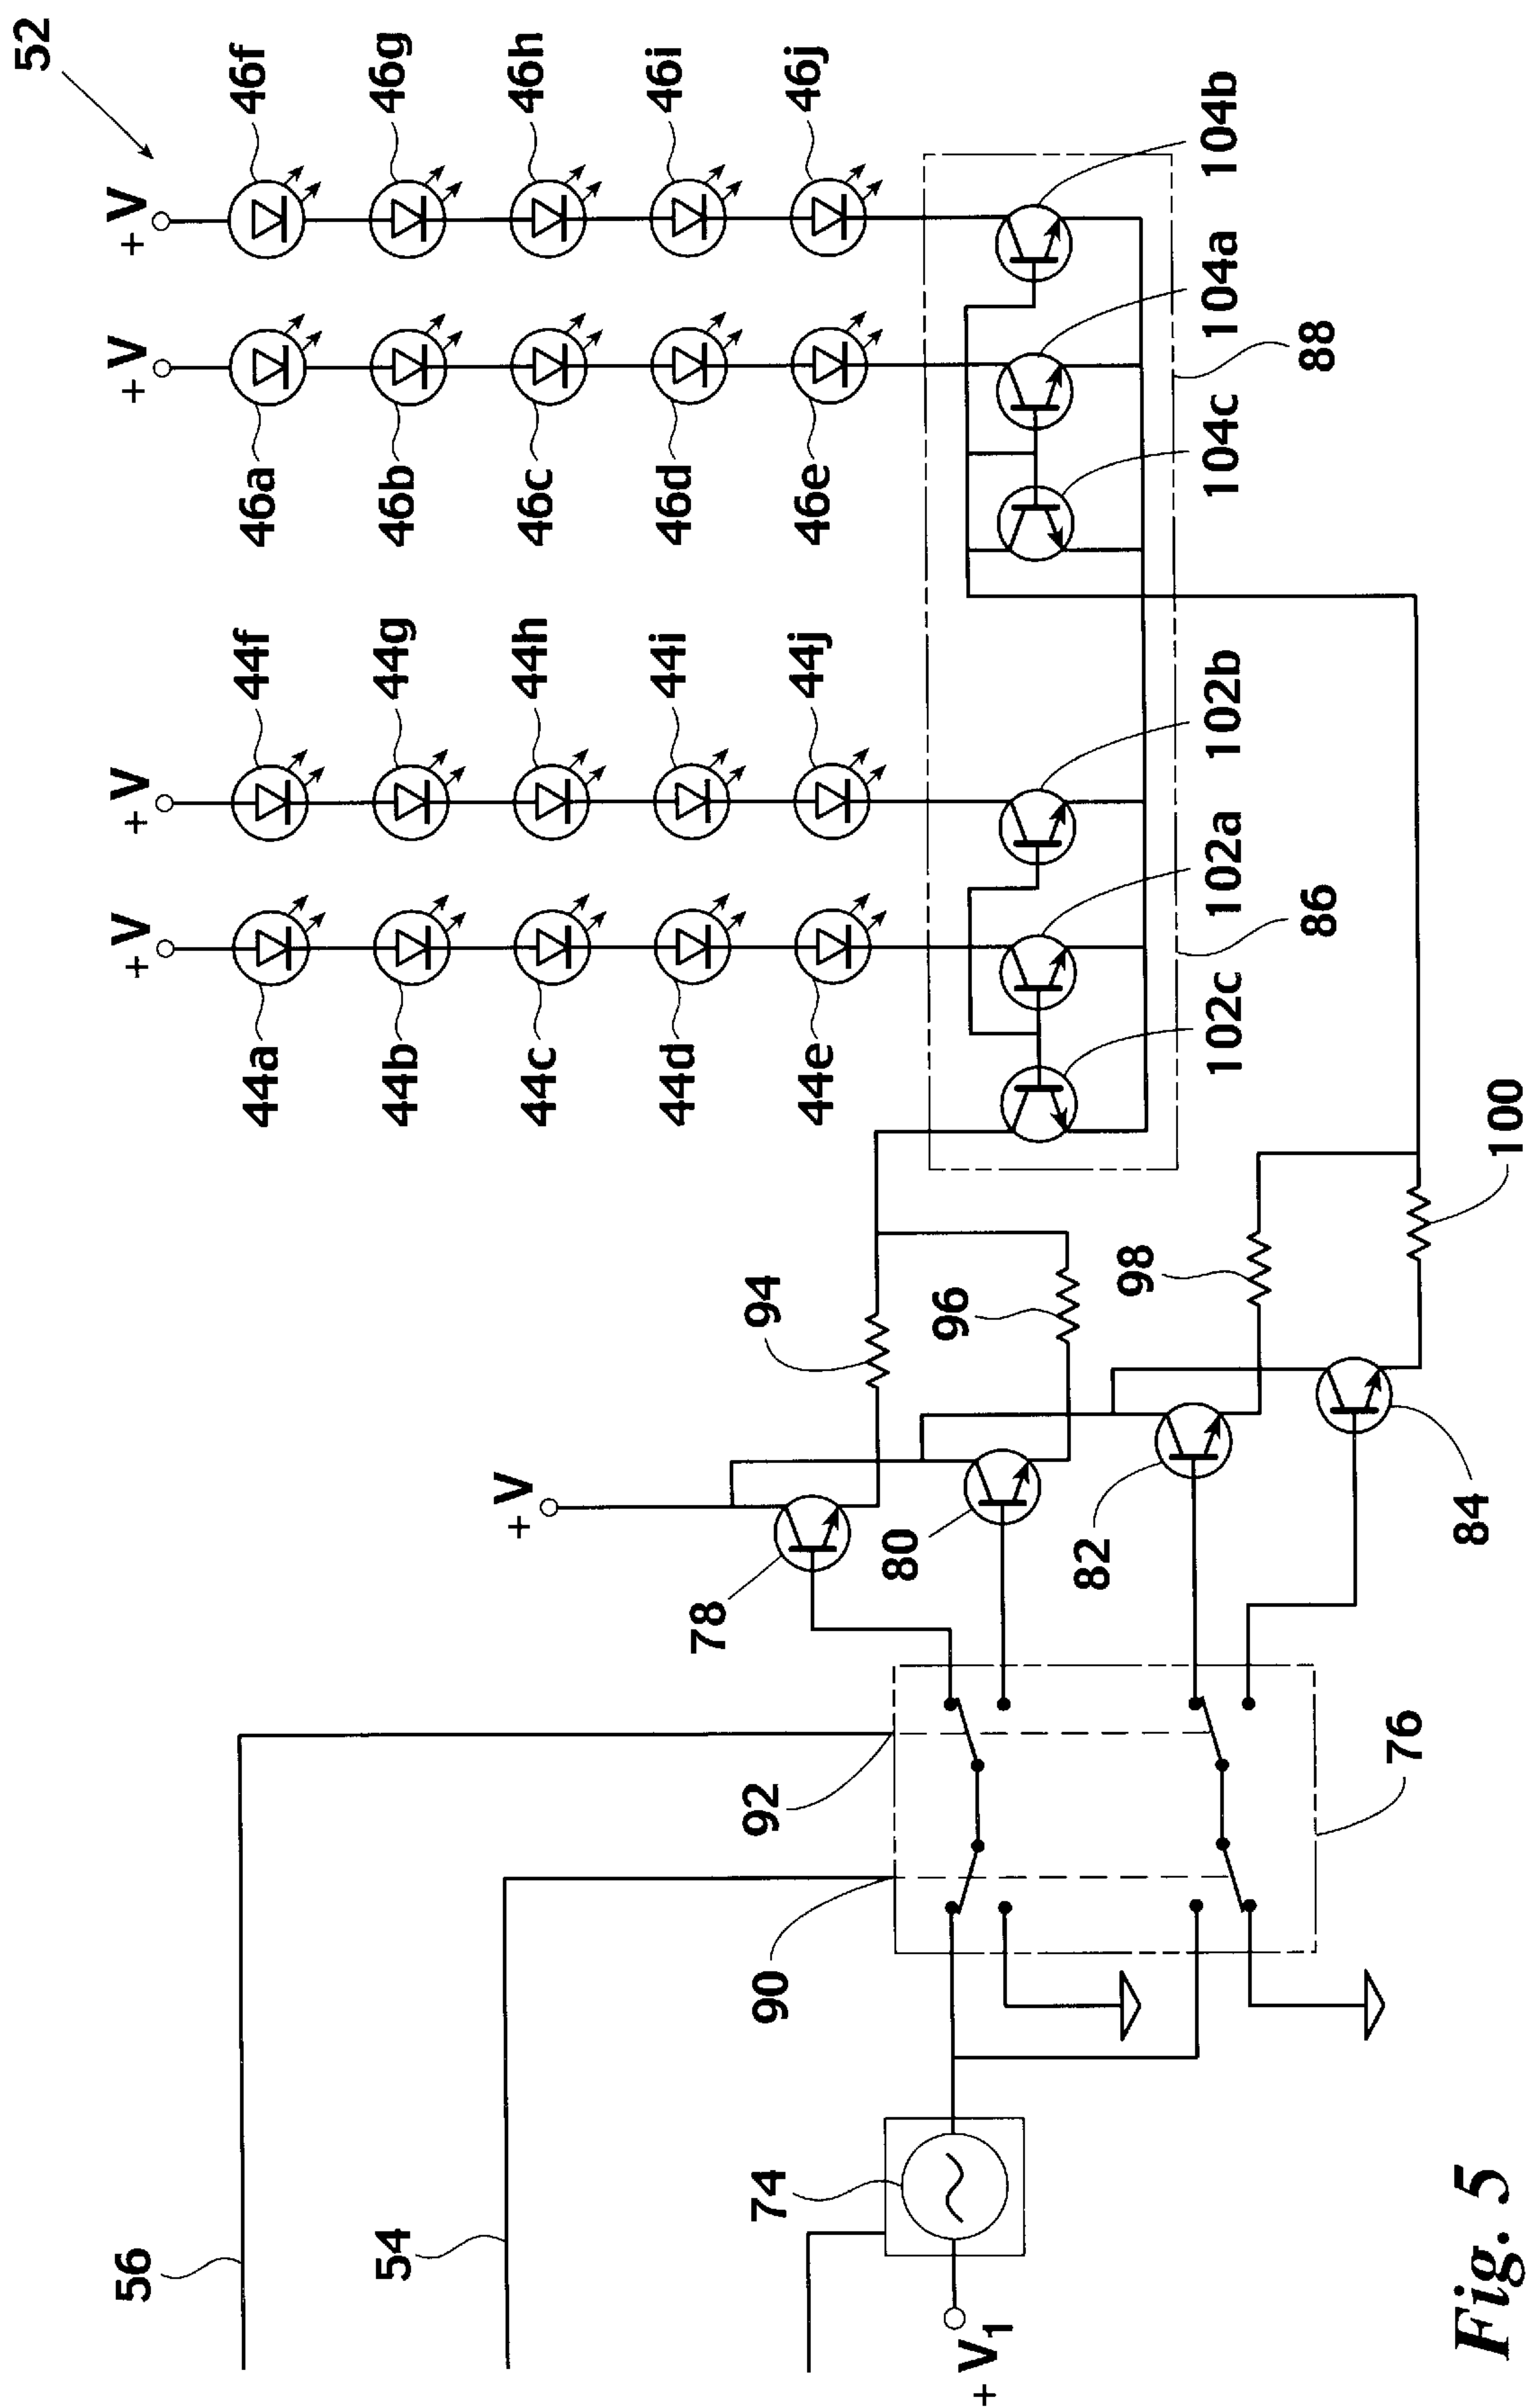 52
56
+V
+V
+V
+V
44a
44f
46a
46f
54
44b
44g
46b
46g
+V
44c
44h
46c
46h
44d
44i
46d
46i
78
74
90
92
94
44e
44j
46e
46j
80
96
+V1
82
98
102c
102a
102b
104c
104a
104b
86
88
76
84
100
Fig. 5